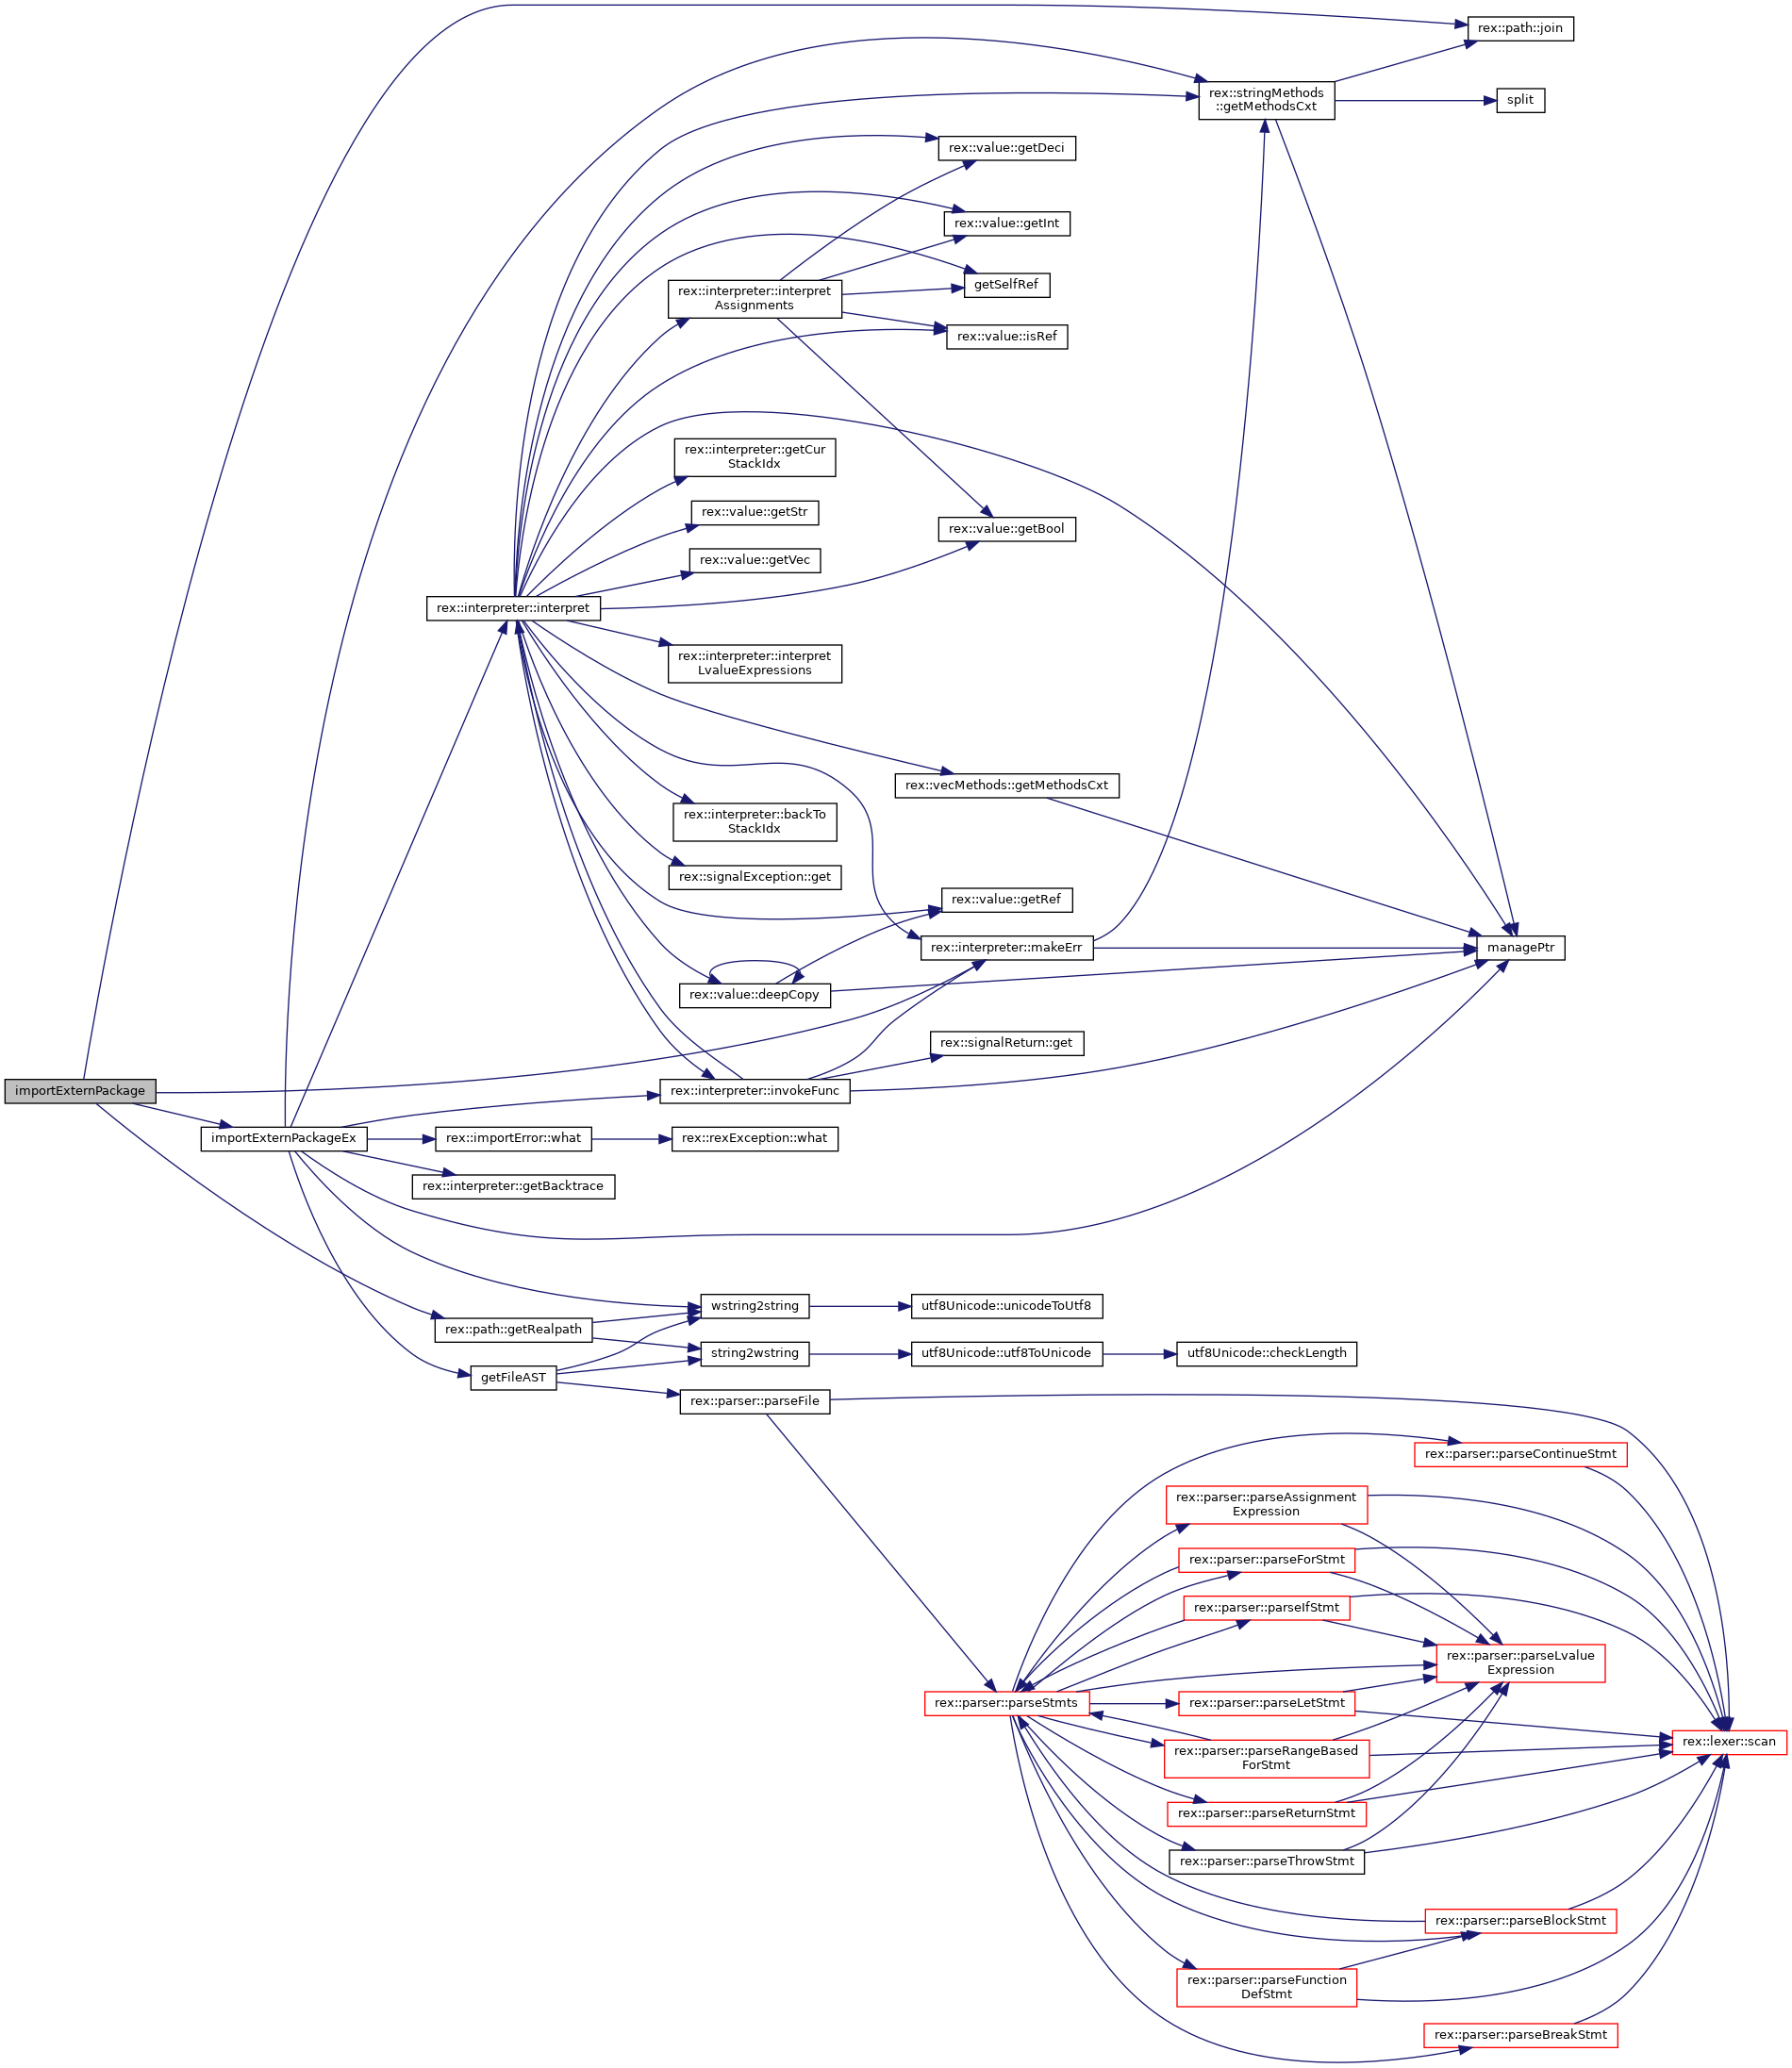 rex::path::join
rex::stringMethods
::getMethodsCxt
split
rex::value::getDeci
rex::value::getInt
getSelfRef
rex::interpreter::interpret
Assignments
rex::value::isRef
rex::interpreter::getCur
StackIdx
rex::value::getStr
rex::value::getBool
rex::value::getVec
rex::interpreter::interpret
rex::interpreter::interpret
LvalueExpressions
rex::vecMethods::getMethodsCxt
rex::interpreter::backTo
StackIdx
rex::signalException::get
rex::value::getRef
rex::interpreter::makeErr
managePtr
rex::value::deepCopy
rex::signalReturn::get
importExternPackage
rex::interpreter::invokeFunc
importExternPackageEx
rex::importError::what
rex::rexException::what
rex::interpreter::getBacktrace
wstring2string
utf8Unicode::unicodeToUtf8
rex::path::getRealpath
string2wstring
utf8Unicode::utf8ToUnicode
utf8Unicode::checkLength
getFileAST
rex::parser::parseFile
rex::parser::parseContinueStmt
rex::parser::parseAssignment
Expression
rex::parser::parseForStmt
rex::parser::parseIfStmt
rex::parser::parseLvalue
Expression
rex::parser::parseStmts
rex::parser::parseLetStmt
rex::lexer::scan
rex::parser::parseRangeBased
ForStmt
rex::parser::parseReturnStmt
rex::parser::parseThrowStmt
rex::parser::parseBlockStmt
rex::parser::parseFunction
DefStmt
rex::parser::parseBreakStmt